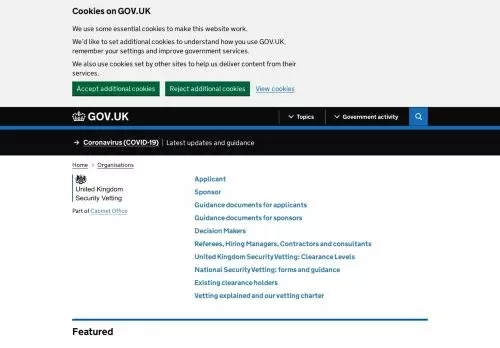 Cookies on GOV.UK
We use some essential cookies to make this website work.
We'd like to set additional cookies to understand how you use GOV.UK,
remember your settings and improve government services.
We also use cookies set by other sites to help us deliver content from their
services.
Accept additional cookies Reject additional cookies View cookies
GOV.UK Topics Government activity
→ Coronavirus (COVID-19) Latest updates and guidance
Home > Organisations
United Kingdom
Security Vetting
Part of Cabinet Office
Applicant
Sponsor
Guidance documents for applicants
Guidance documents for sponsors
Decision Makers
Referees, Hiring Managers, Contractors and consultants
United Kingdom Security Vetting: Clearance Levels
National Security Vetting: forms and guidance
Existing clearance holders
Vetting explained and our vetting charter
Featured